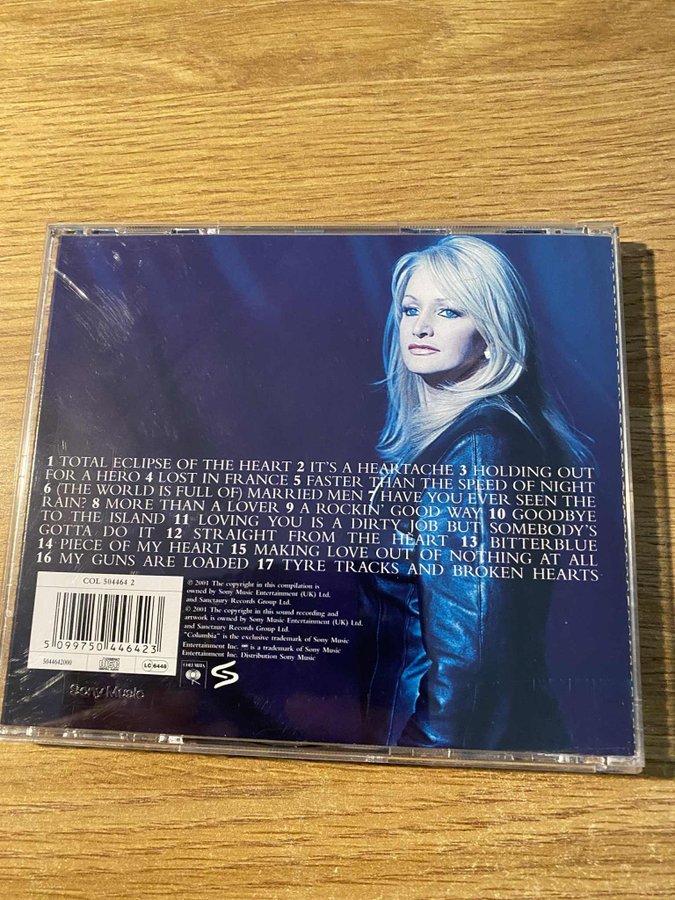 1 TOTAL ECLIPSE OF THE HEART 2 IT'S A HEARTACHE 3 HOLDING OUT
FOR A HERO 4 LOST IN FRANCE 5 FASTER THAN THE SPEED OF NIGHT
6 (THE WORLD IS FULL OF) MARRIED MEN 7 HAVE YOU EVER SEEN THE
RAIN? 8 MORE THAN A LOVER 9 A ROCKIN' GOOD WAY 10 GOODBYE
TO THE ISLAND 11 LOVING YOU IS A DIRTY JOB BUT SOMEBODY'S
GOTTA DO IT 12 STRAIGHT FROM THE HEART 13 BITTERBLUE
14 PIECE OF MY HEART 15 MAKING LOVE OUT OF NOTHING AT ALL
16 MY GUNS ARE LOADED 17 TYRE TRACKS AND BROKEN HEARTS
COL 504464 2
5 099750 446423
5044642000
LC 6448
Sony Music
℗ 2001 The copyright in this compilation is
owned by Sony Music Entertainment (UK) Ltd.
and Sanctuary Records Group Ltd.
© 2001 The copyright in this sound recording and
artwork is owned by Sony Music Entertainment (UK) Ltd.
and Sanctuary Records Group Ltd.
"Columbia" is the exclusive trademark of Sony Music
Entertainment Inc. is a trademark of Sony Music
Entertainment Inc. Distribution Sony Music
COLUMBIA